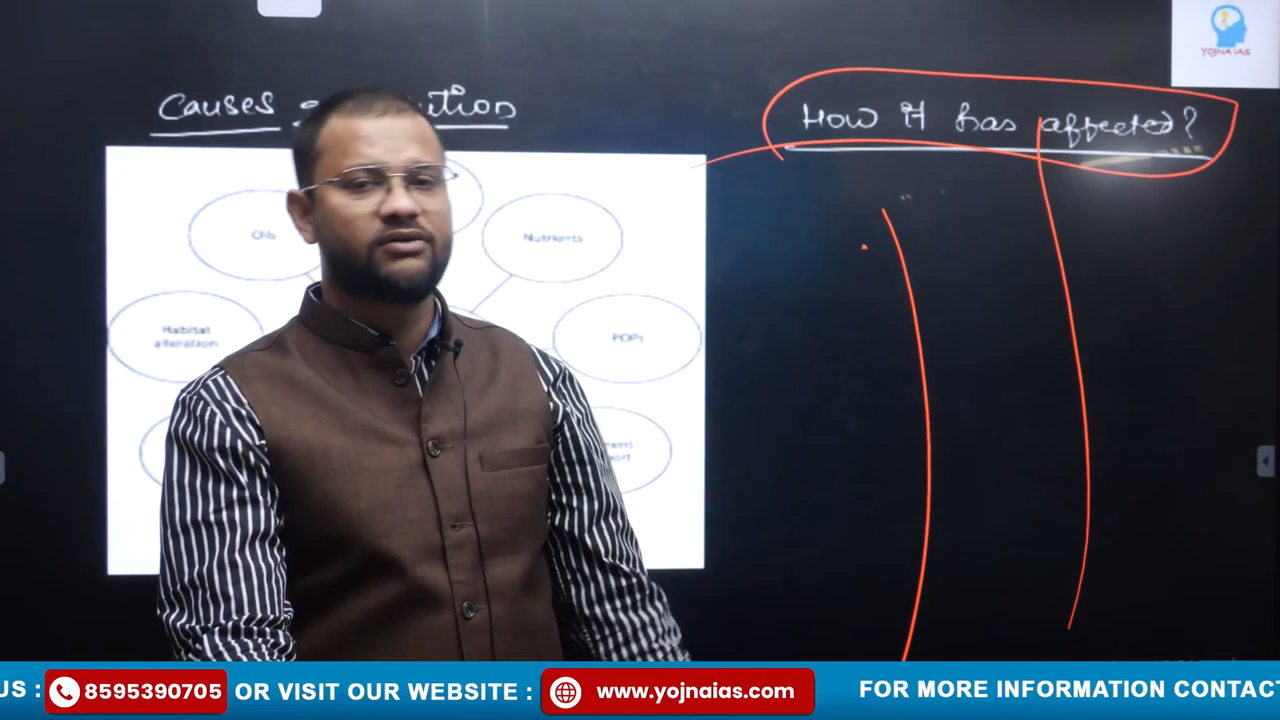 YOJNA IAS
Causes
How it has affected?
Oils
Nutrients
Habitat
alteration
POPs
US :
8595390705
OR VISIT OUR WEBSITE :
www.yojnaias.com
FOR MORE INFORMATION CONTACT